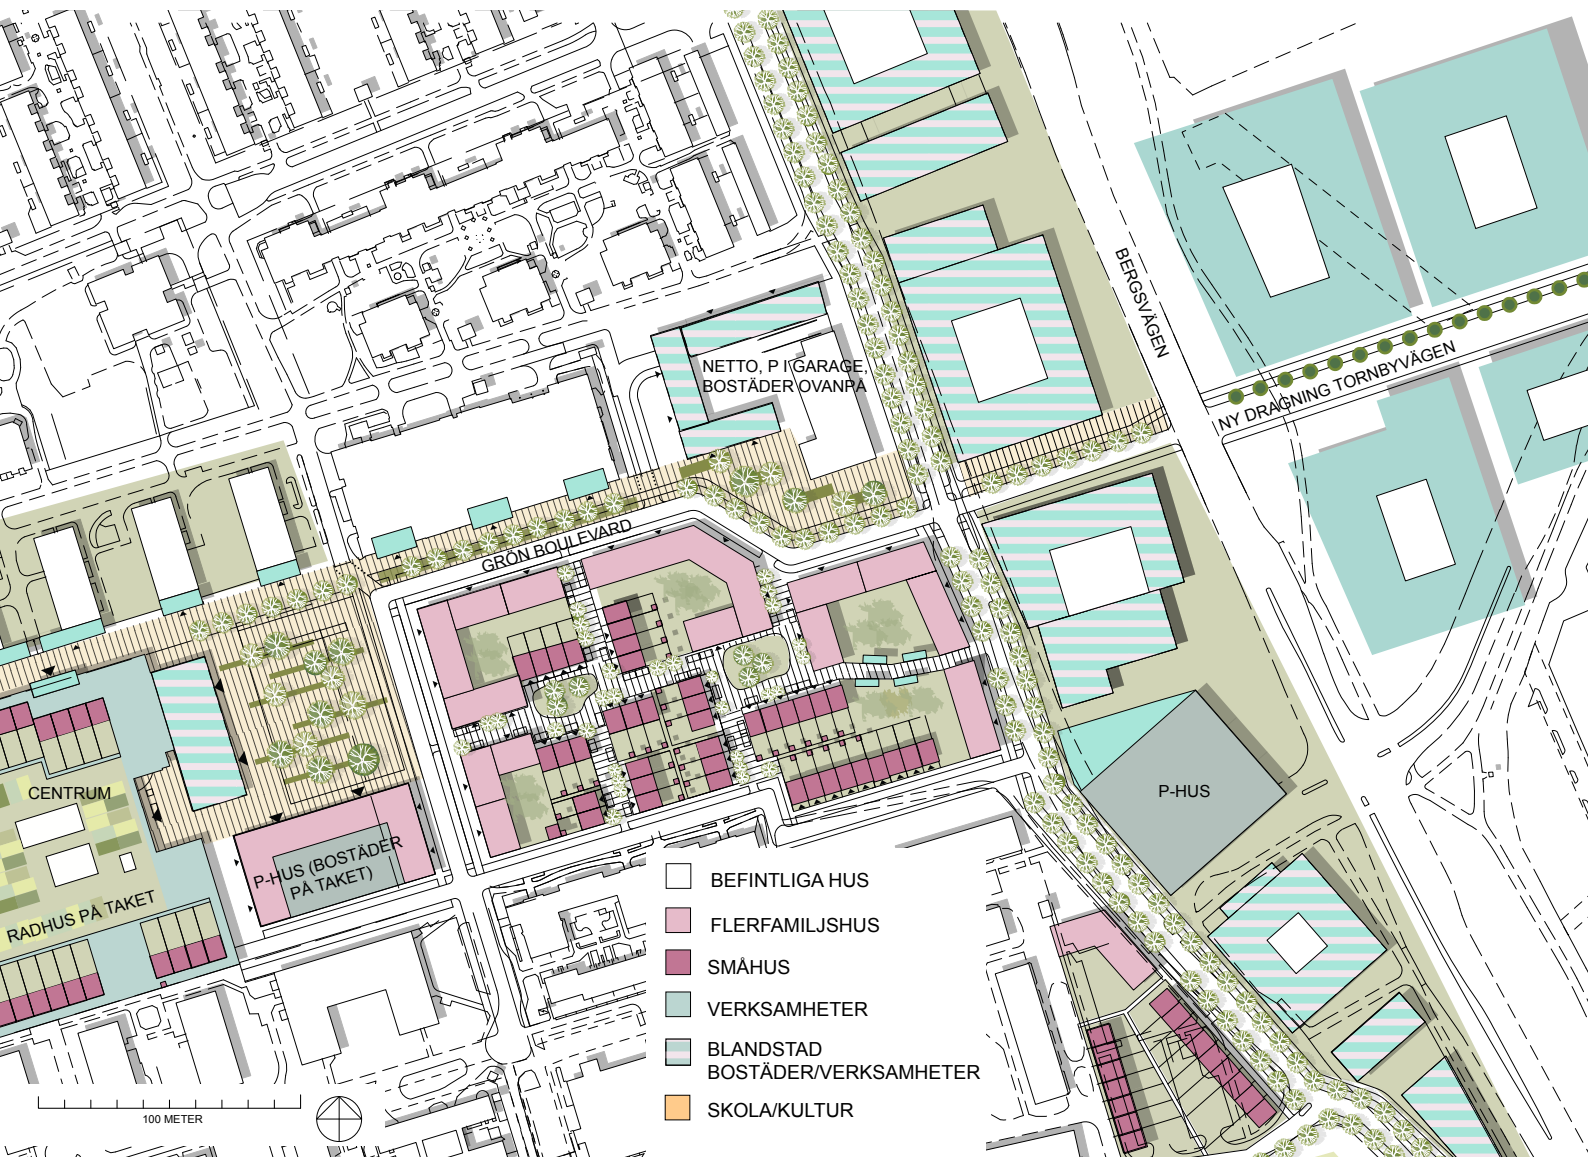 BERGSVÄGEN
NY DRAGNING TORNBYVÄGEN
NETTO, P I GARAGE,
BOSTÄDER OVANPÅ
GRÖN BOULEVARD
CENTRUM
P-HUS
P-HUS (BOSTÄDER
PÅ TAKET)
RADHUS PÅ TAKET
BEFINTLIGA HUS
FLERFAMILJSHUS
SMÅHUS
VERKSAMHETER
BLANDSTAD
BOSTÄDER/VERKSAMHETER
SKOLA/KULTUR
100 METER